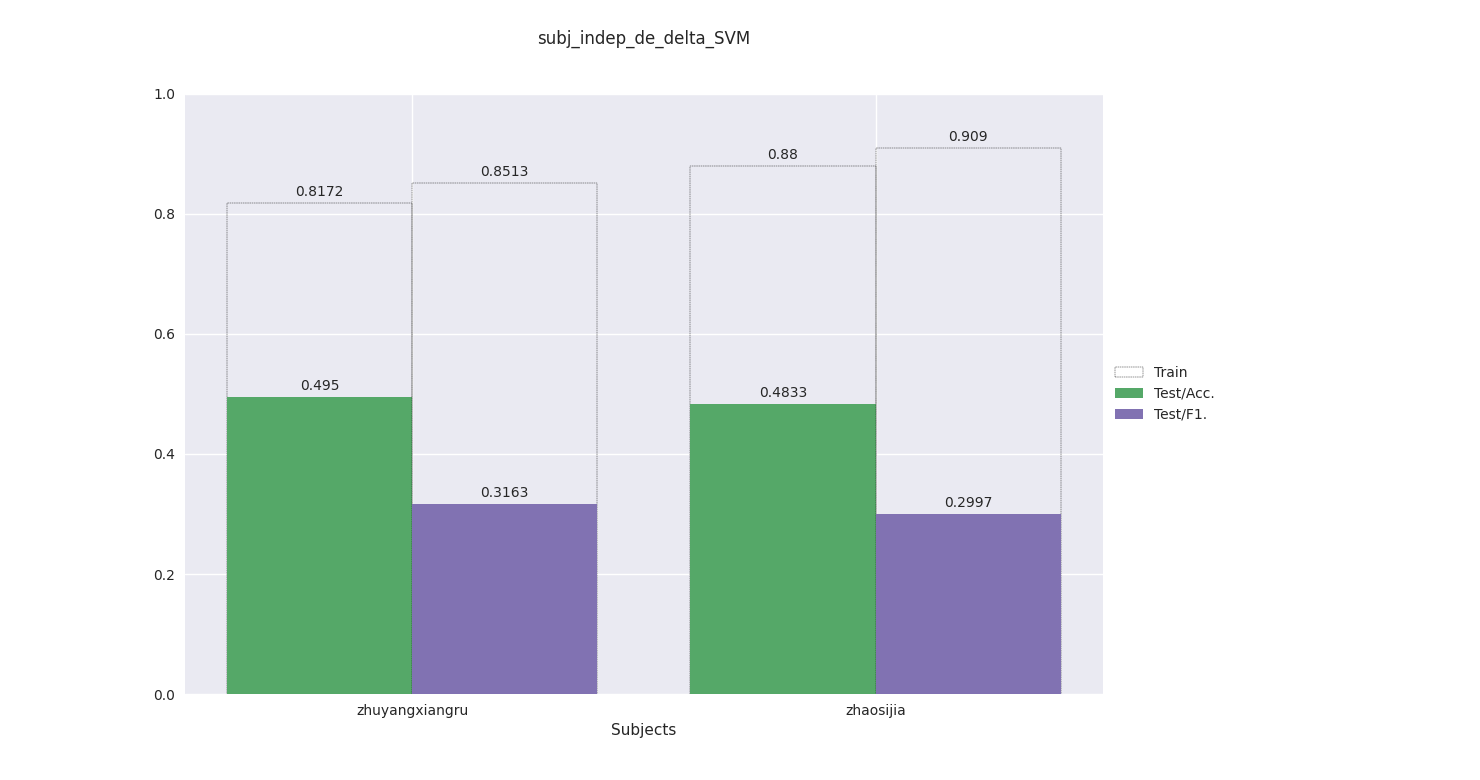 subj_indep_de_delta_SVM
1.0
0.8
0.6
0.4
0.2
0.0
0.8172
0.8513
0.88
0.909
0.495
0.3163
0.4833
0.2997
zhuyangxiangru
zhaosijia
Subjects
Train
Test/Acc.
Test/F1.